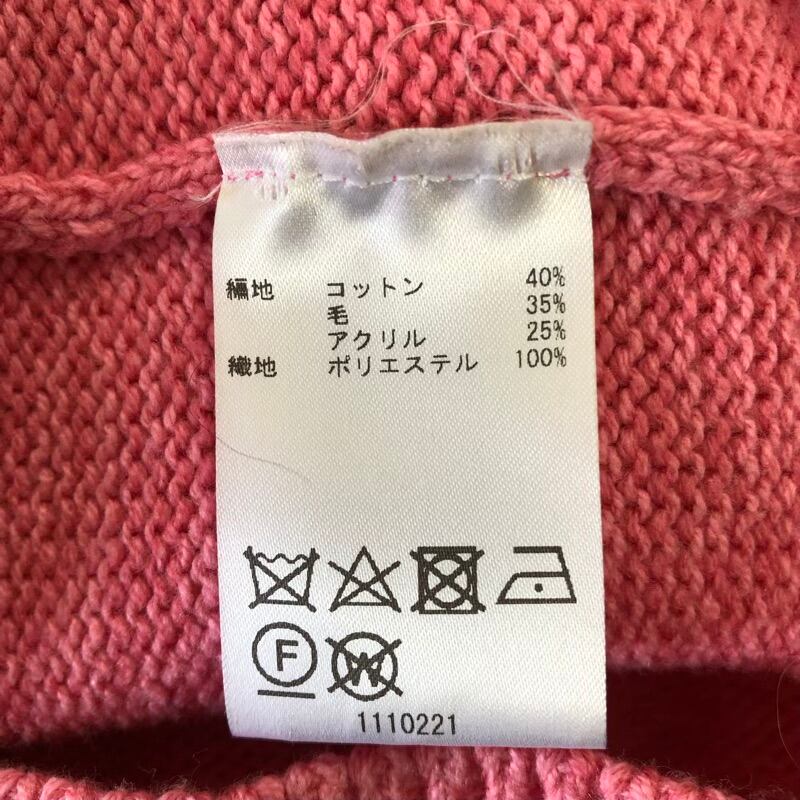 編地 コットン 40%
毛 35%
アクリル 25%
織地 ポリエステル 100%
F W
1110221